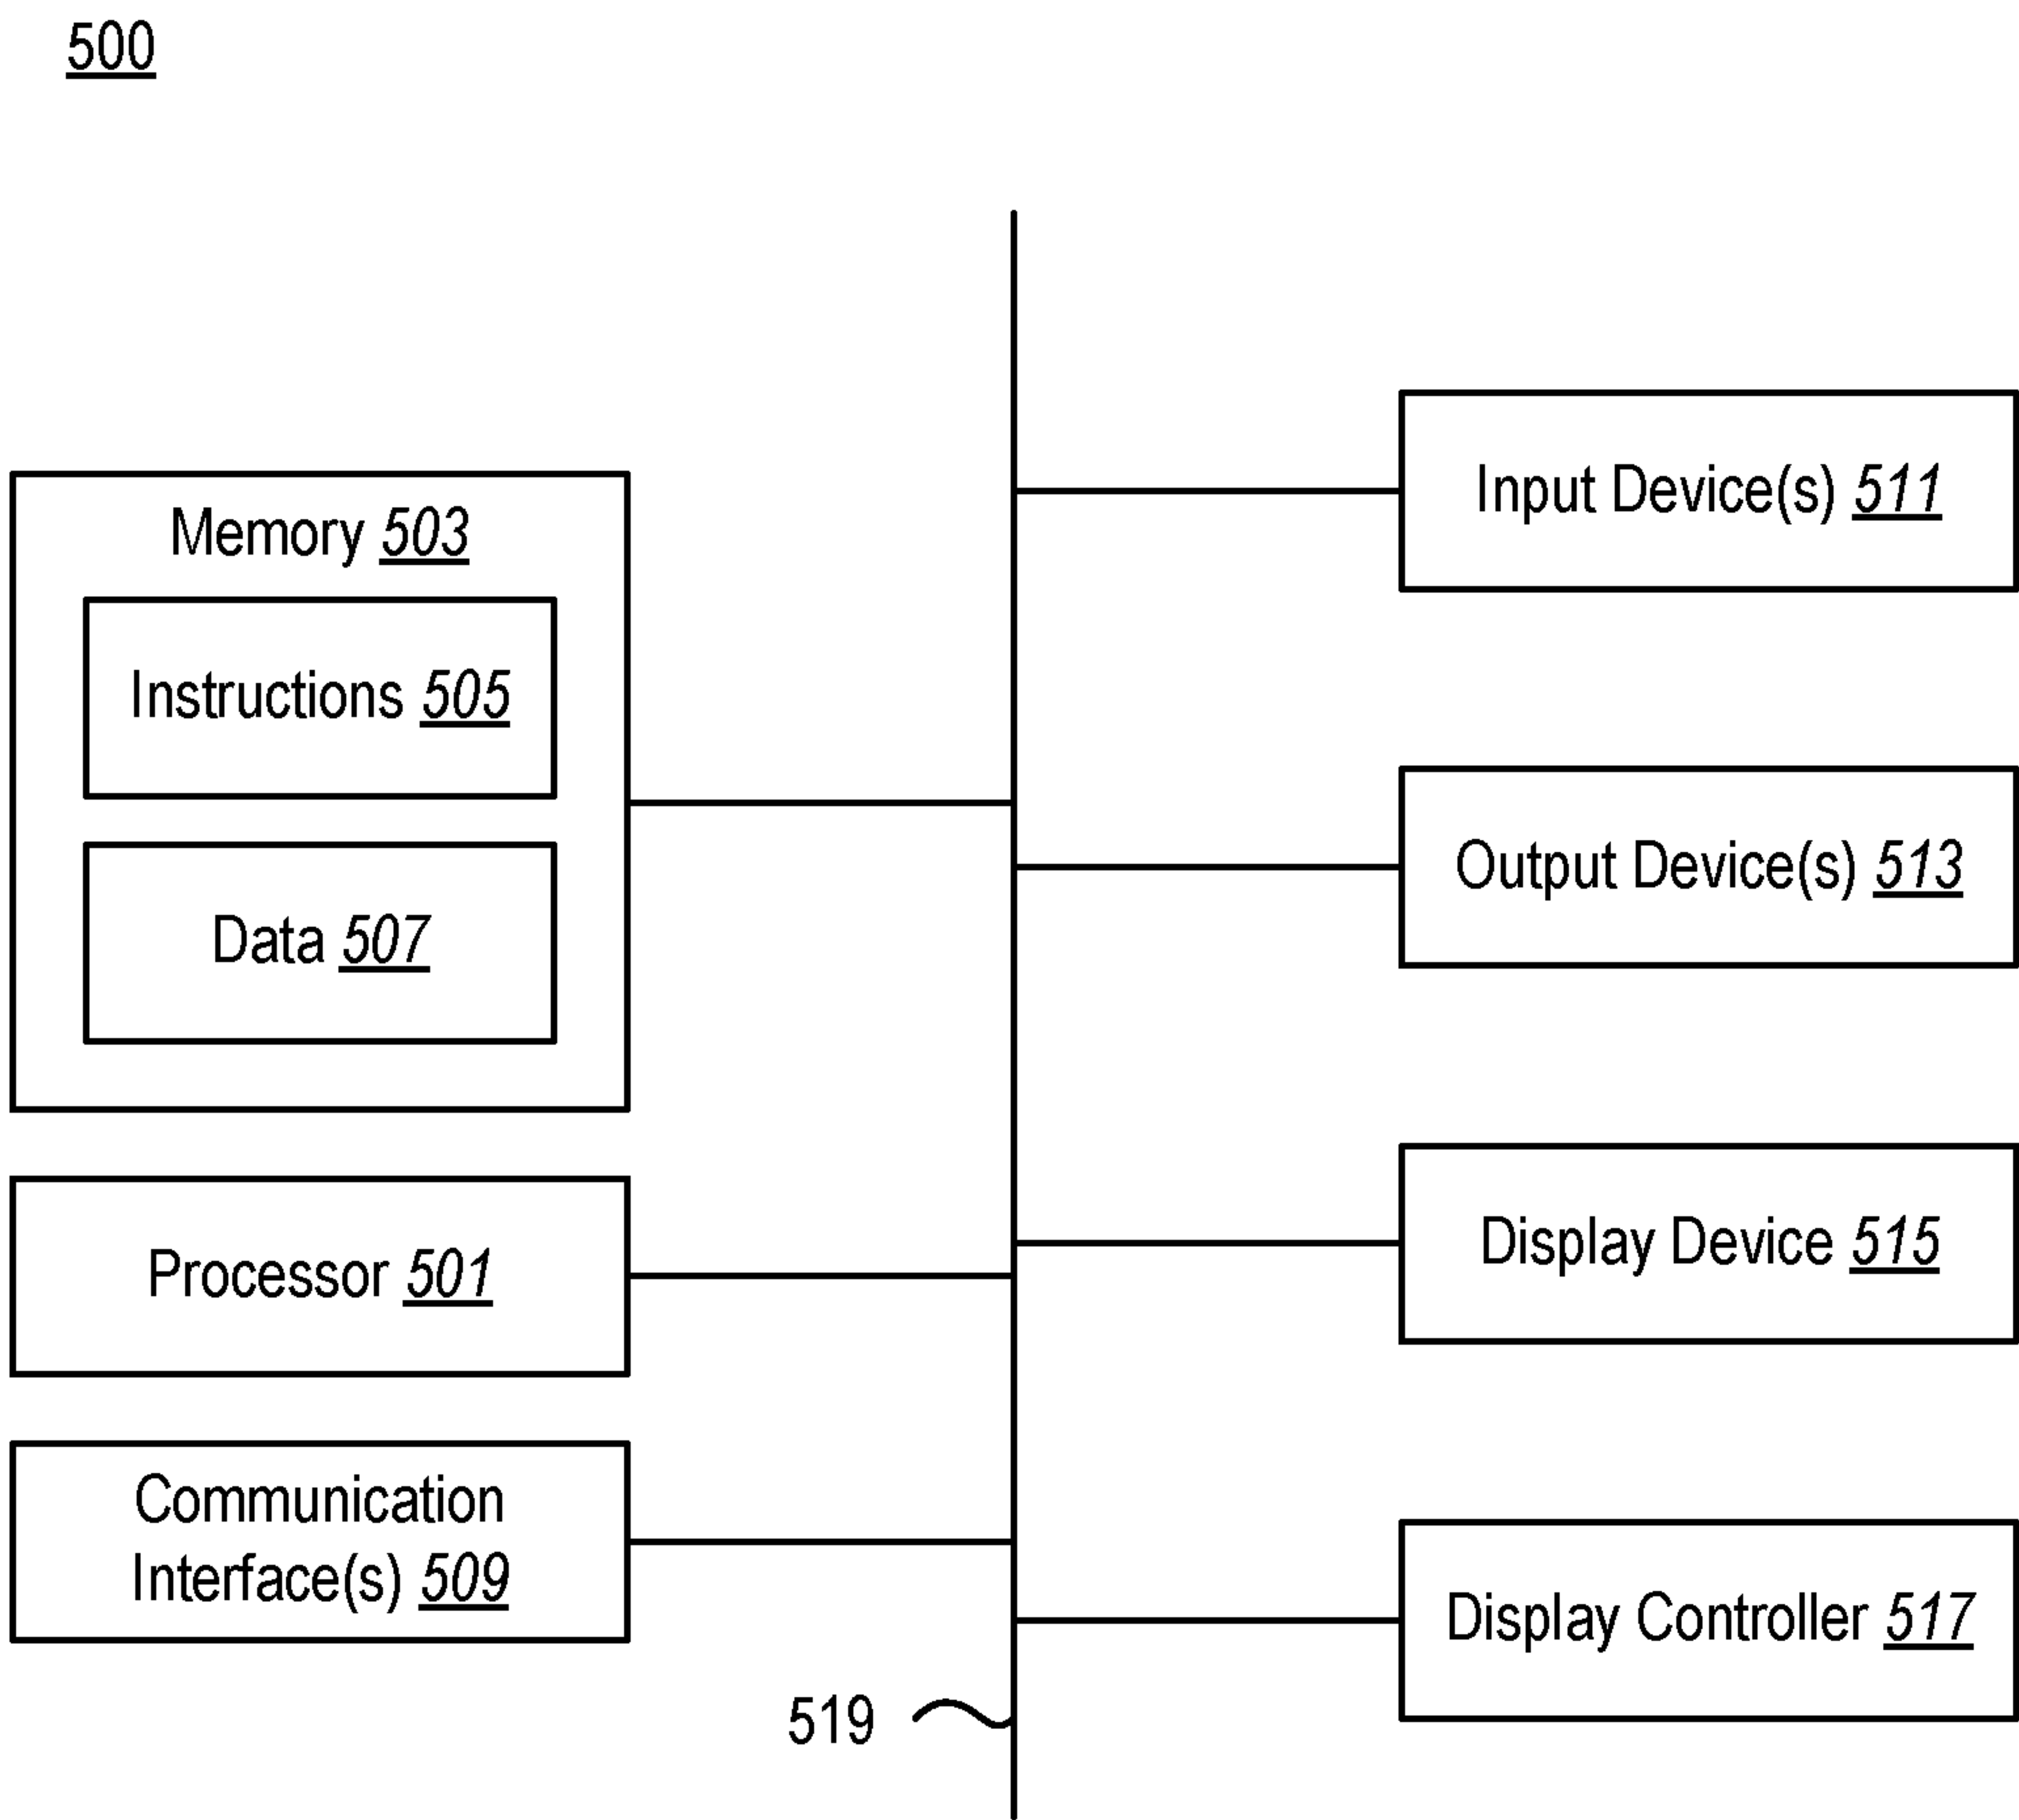 500
Memory 503
Instructions 505
Data 507
Processor 501
Communication
Interface(s) 509
Input Device(s) 511
Output Device(s) 513
Display Device 515
Display Controller 517
519